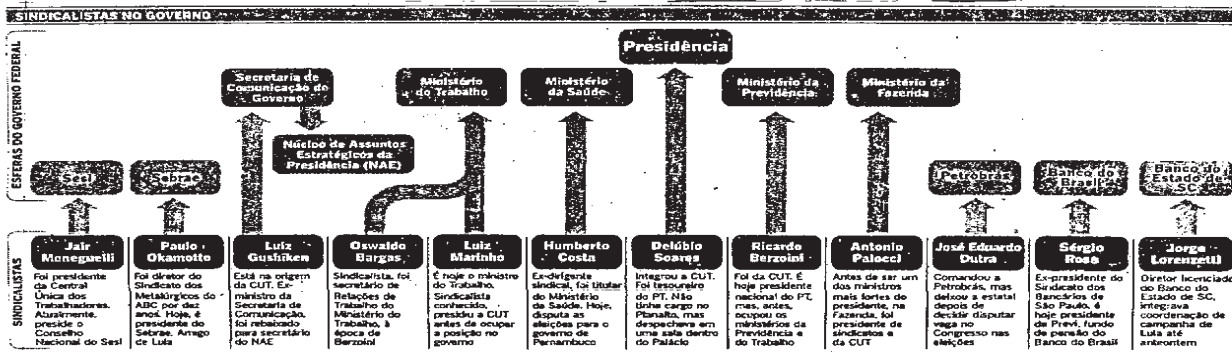 SINDICALISTAS NO GOVERNO
ESFERAS DO GOVERNO FEDERAL
Presidência
Secretaria de
Comunicação do
Governo
Ministério
do Trabalho
Ministério
da Saúde
Ministério da
Previdência
Ministério da
Fazenda
Núcleo de Assuntos
Estratégicos da
Presidência (NAE)
Sesi
Sebrae
Petrobrás
Banco do
Brasil
Banco do
Estado de
SC
SINDICALISTAS
Jair
Meneguelli
Foi presidente
da Central
Única dos
Trabalhadores.
Atualmente,
preside o
Conselho
Nacional do Sesi
Paulo
Okamotto
Foi diretor do
Sindicato dos
Metalúrgicos do
ABC por dez
anos. Hoje, é
presidente do
Sebrae. Amigo
de Lula
Luiz
Gushiken
Está na origem
da CUT. Ex-
ministro da
Secretaria de
Comunicação,
foi rebaixado
para secretário
do NAE
Oswaldo
Bargas
Sindicalista, foi
secretário de
Relações de
Trabalho do
Ministério do
Trabalho, à
época de
Berzoini
Luiz
Marinho
É hoje o ministro
do Trabalho.
Sindicalista
conhecido,
presidiu a CUT
antes de ocupar
a posição no
governo
Humberto
Costa
Ex-dirigente
sindical, foi titular
do Ministério
da Saúde. Hoje,
disputa as
eleições para o
governo de
Pernambuco
Delúbio
Soares
Integrou a CUT.
Foi tesoureiro
do PT. Não
tinha cargo no
Planalto, mas
despachava em
uma sala dentro
do Palácio
Ricardo
Berzoini
Foi da CUT. É
hoje presidente
nacional do PT,
mas, antes,
ocupou os
ministérios da
Previdência e
do Trabalho
Antonio
Palocci
Antes de ser um
dos ministros
mais fortes do
presidente, na
Fazenda, foi
presidente de
sindicatos e
da CUT
José Eduardo
Dutra
Comandou a
Petrobrás, mas
deixou a estatal
depois de
decidir disputar
vaga no
Congresso nas
eleições
Sérgio
Rosa
Ex-presidente do
Sindicato dos
Bancários de
São Paulo, é
hoje presidente
da Previ, fundo
de pensão do
Banco do Brasil
Jorge
Lorenzetti
Diretor licenciado
do Banco do
Estado de SC,
integrava
coordenação de
campanha de
Lula até
anteontem